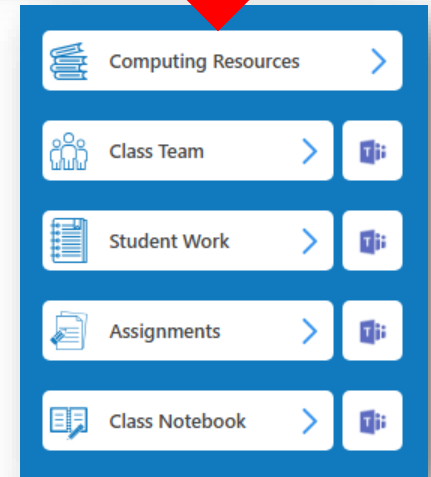 Computing Resources
Class Team
Student Work
Assignments
Class Notebook